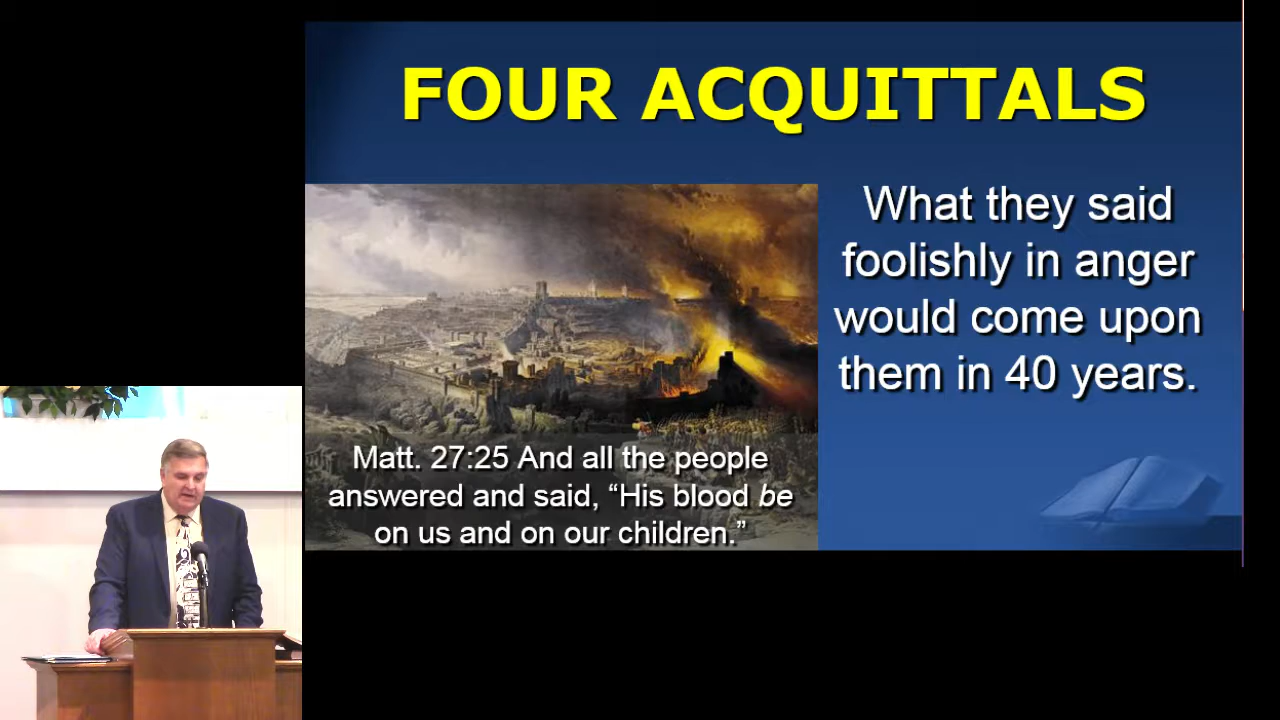 FOUR ACQUITTALS
What they said
foolishly in anger
would come upon
them in 40 years.
Matt. 27:25 And all the people
answered and said, “His blood be
on us and on our children.”